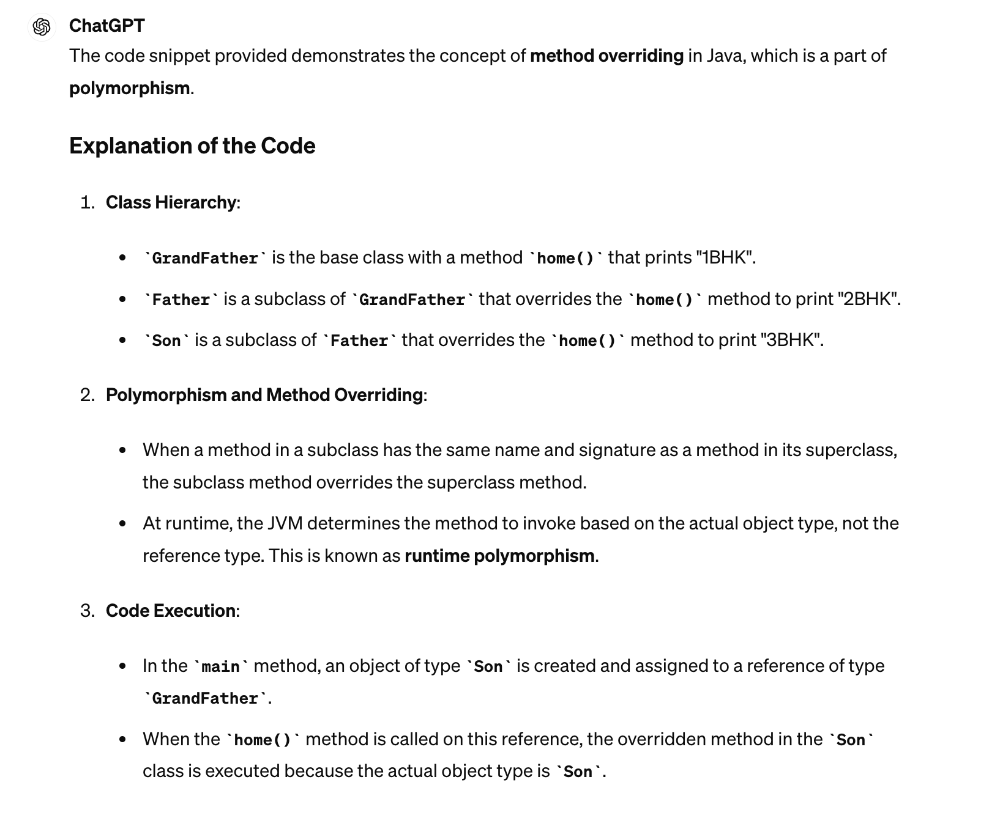 ChatGPT
The code snippet provided demonstrates the concept of method overriding in Java, which is a part of
polymorphism.
Explanation of the Code
1. Class Hierarchy:
• `GrandFather` is the base class with a method `home()` that prints "1BHK".
• `Father` is a subclass of `GrandFather` that overrides the `home()` method to print "2BHK".
• `Son` is a subclass of `Father` that overrides the `home()` method to print "3BHK".
2. Polymorphism and Method Overriding:
• When a method in a subclass has the same name and signature as a method in its superclass,
the subclass method overrides the superclass method.
• At runtime, the JVM determines the method to invoke based on the actual object type, not the
reference type. This is known as runtime polymorphism.
3. Code Execution:
• In the `main` method, an object of type `Son` is created and assigned to a reference of type
`GrandFather`.
• When the `home()` method is called on this reference, the overridden method in the `Son`
class is executed because the actual object type is `Son`.